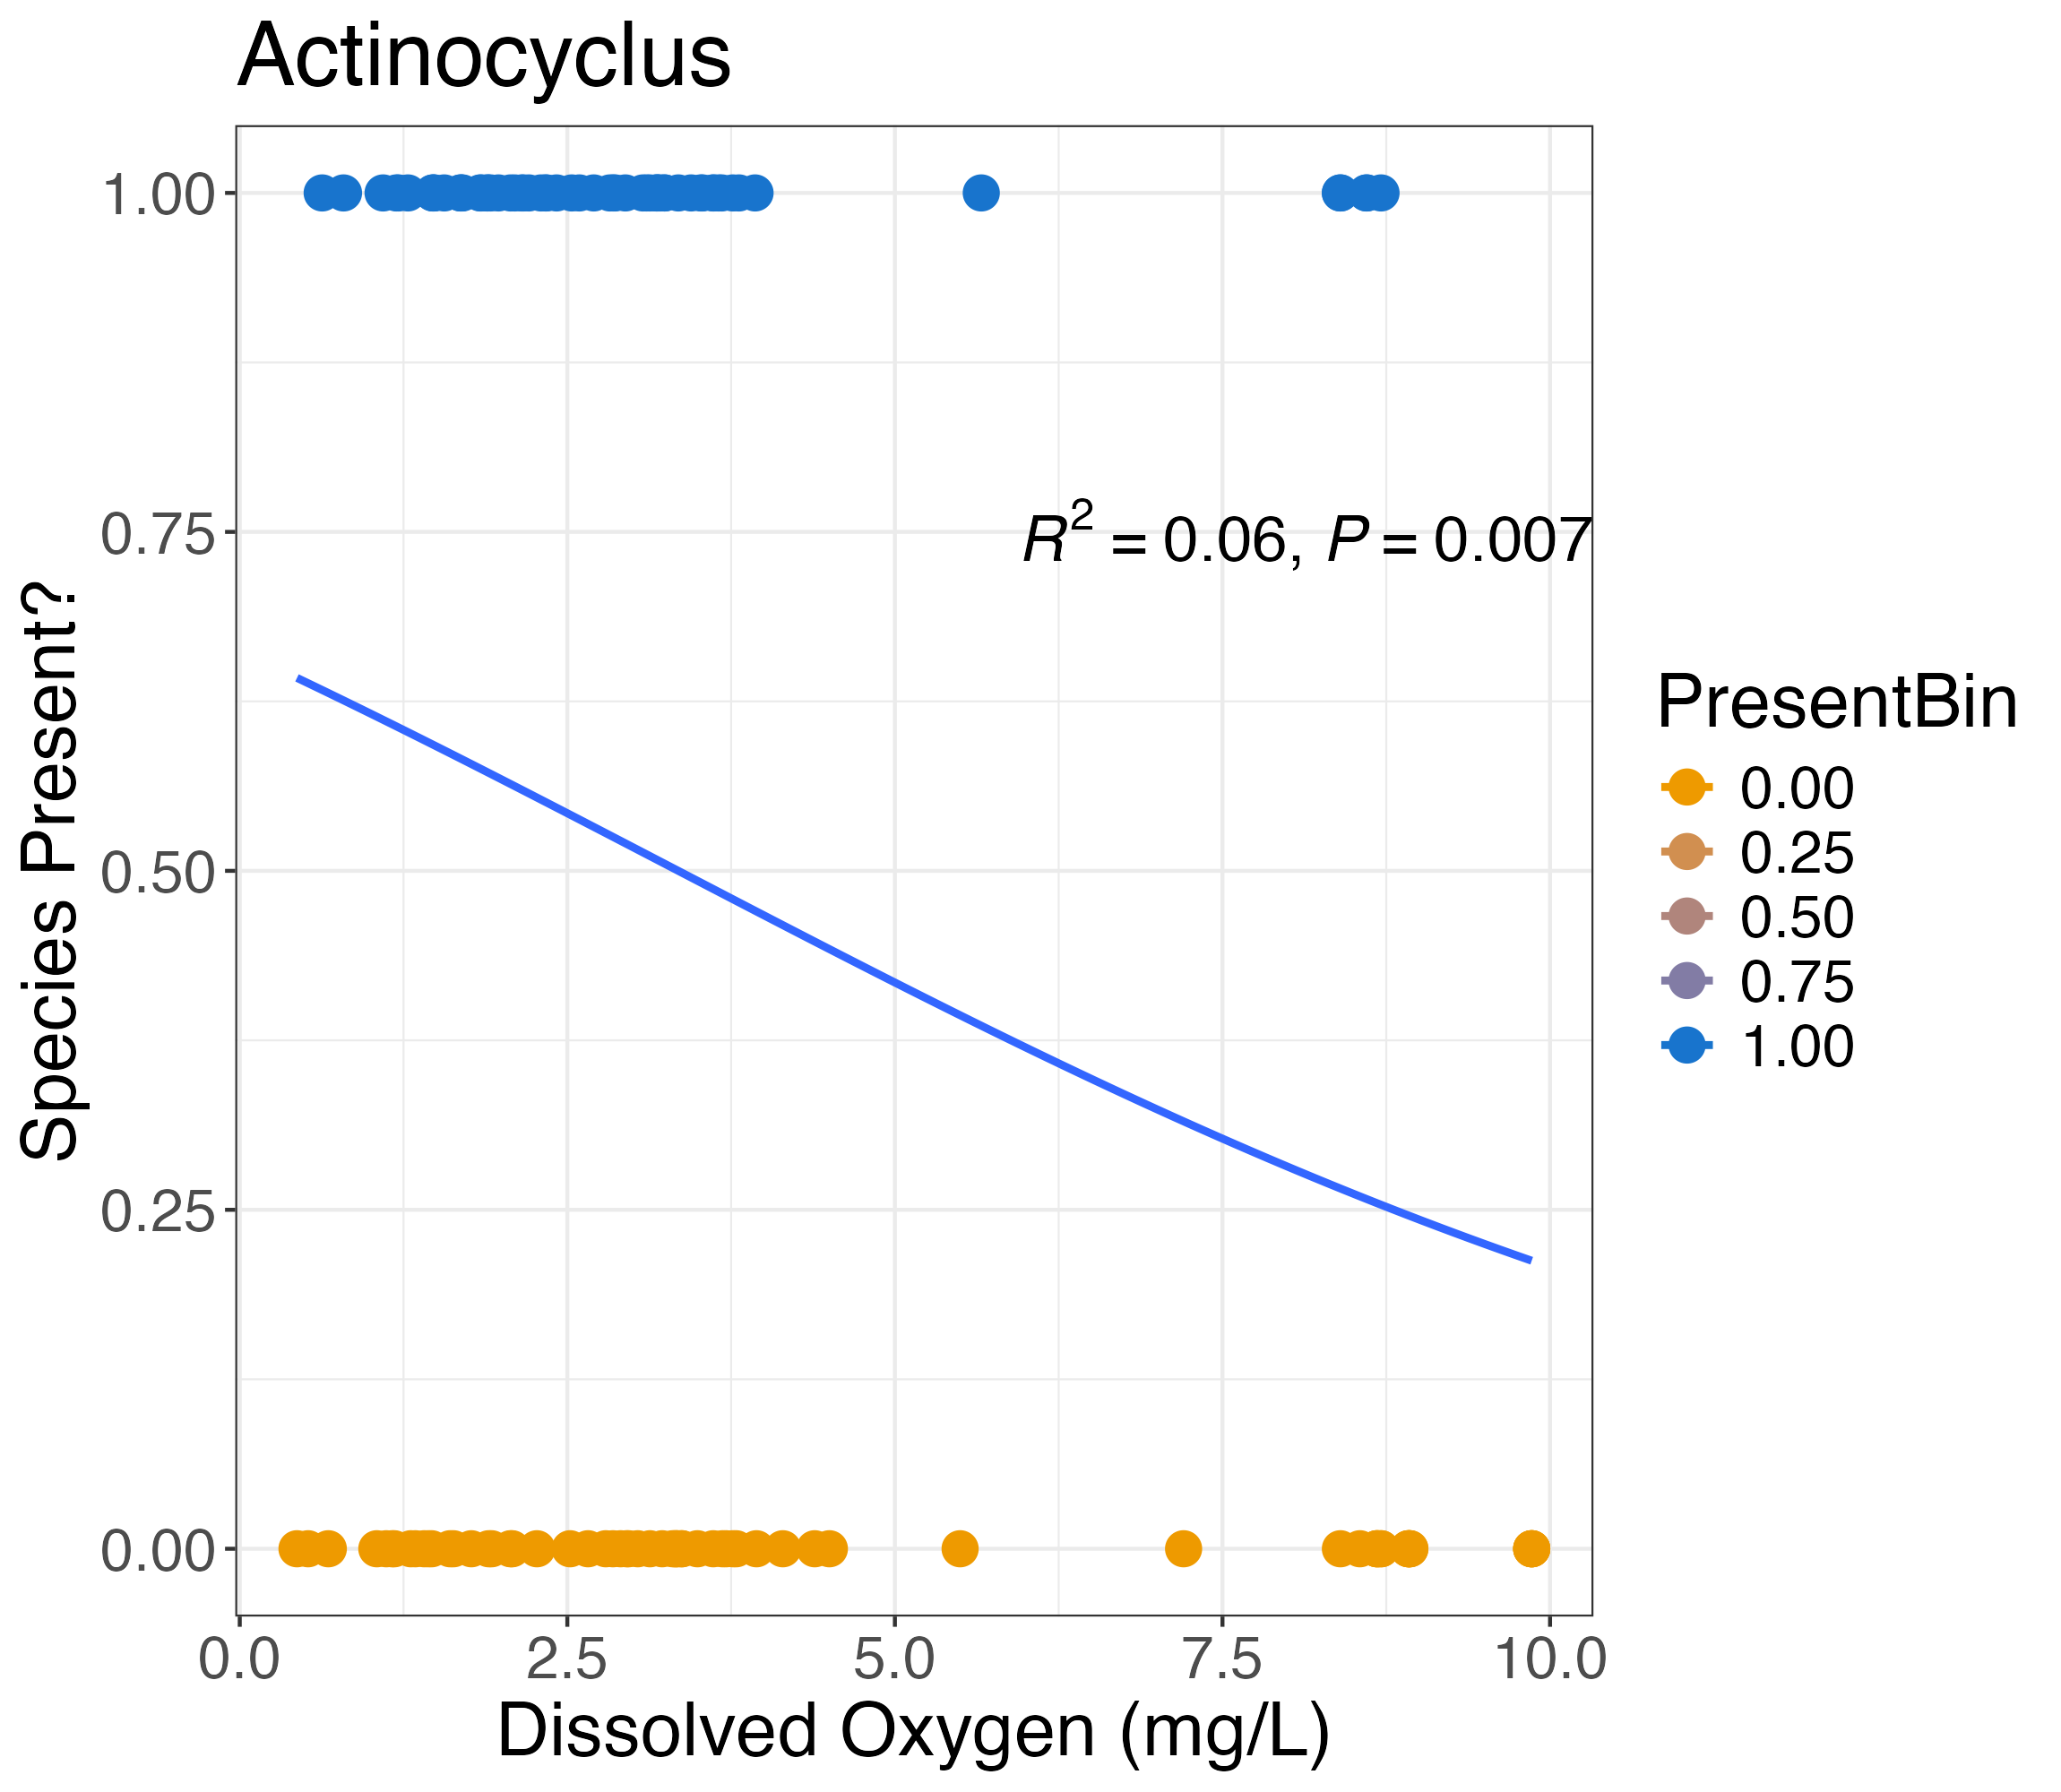 Actinocyclus
1.00
0.75
0.50
0.25
0.00
Species Present?
R² = 0.06, P = 0.007
0.0 2.5 5.0 7.5 10.0
Dissolved Oxygen (mg/L)
PresentBin
0.00
0.25
0.50
0.75
1.00